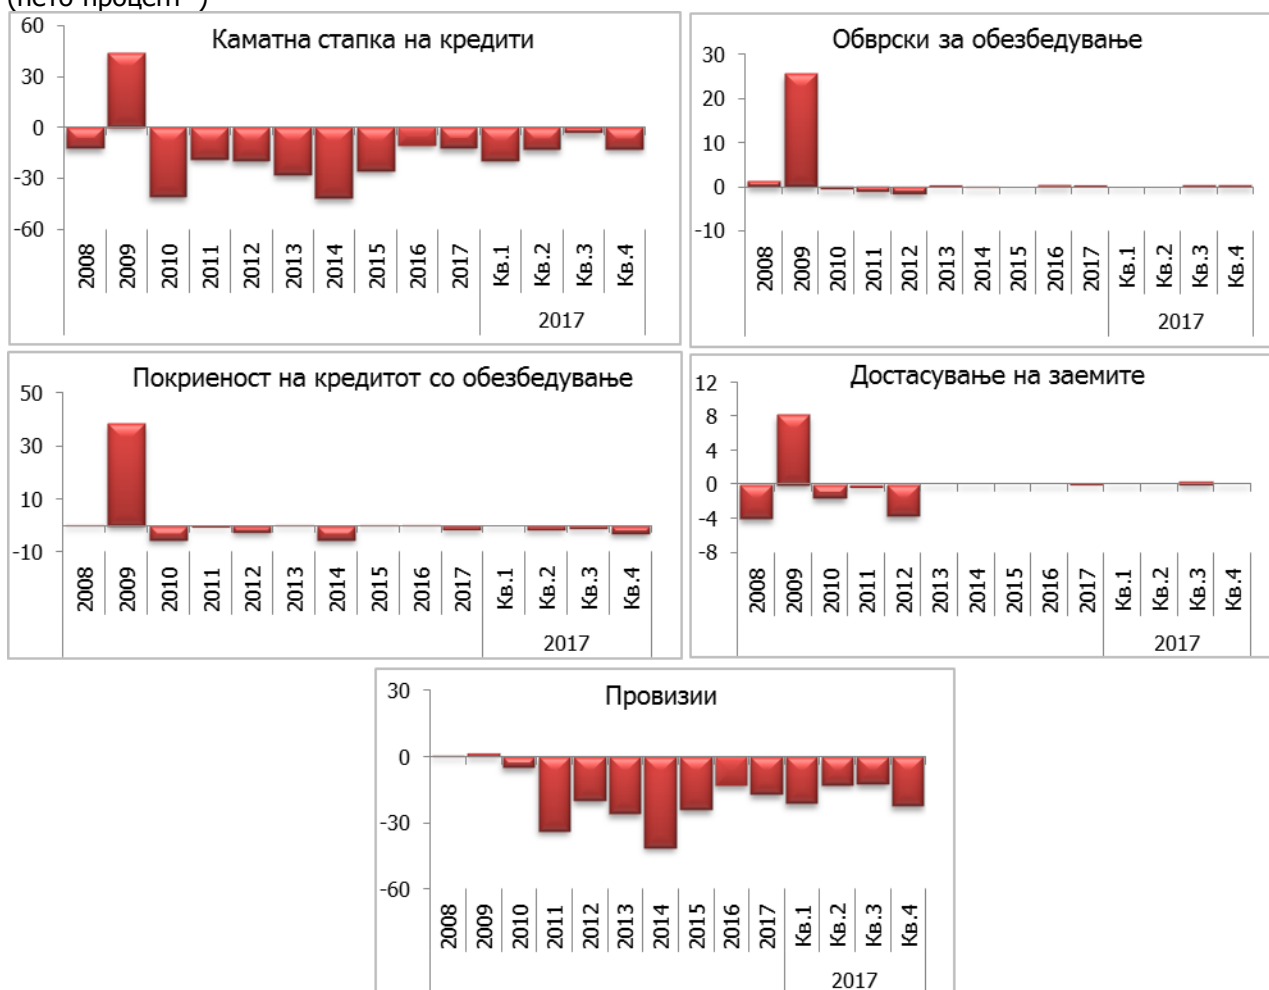 (нето процент*)
Каматна стапка на кредити
60
30
0
-30
-60
2008 2009 2010 2011 2012 2013 2014 2015 2016 2017 Кв.1 Кв.2 Кв.3 Кв.4
2017
Обврски за обезбедување
30
20
10
0
-10
2008 2009 2010 2011 2012 2013 2014 2015 2016 2017 Кв.1 Кв.2 Кв.3 Кв.4
2017
Покриеност на кредитот со обезбедување
50
30
10
-10
2008 2009 2010 2011 2012 2013 2014 2015 2016 2017 Кв.1 Кв.2 Кв.3 Кв.4
2017
Достасување на заемите
12
8
4
0
-4
-8
2008 2009 2010 2011 2012 2013 2014 2015 2016 2017 Кв.1 Кв.2 Кв.3 Кв.4
2017
Провизии
30
0
-30
-60
2008 2009 2010 2011 2012 2013 2014 2015 2016 2017 Кв.1 Кв.2 Кв.3 Кв.4
2017